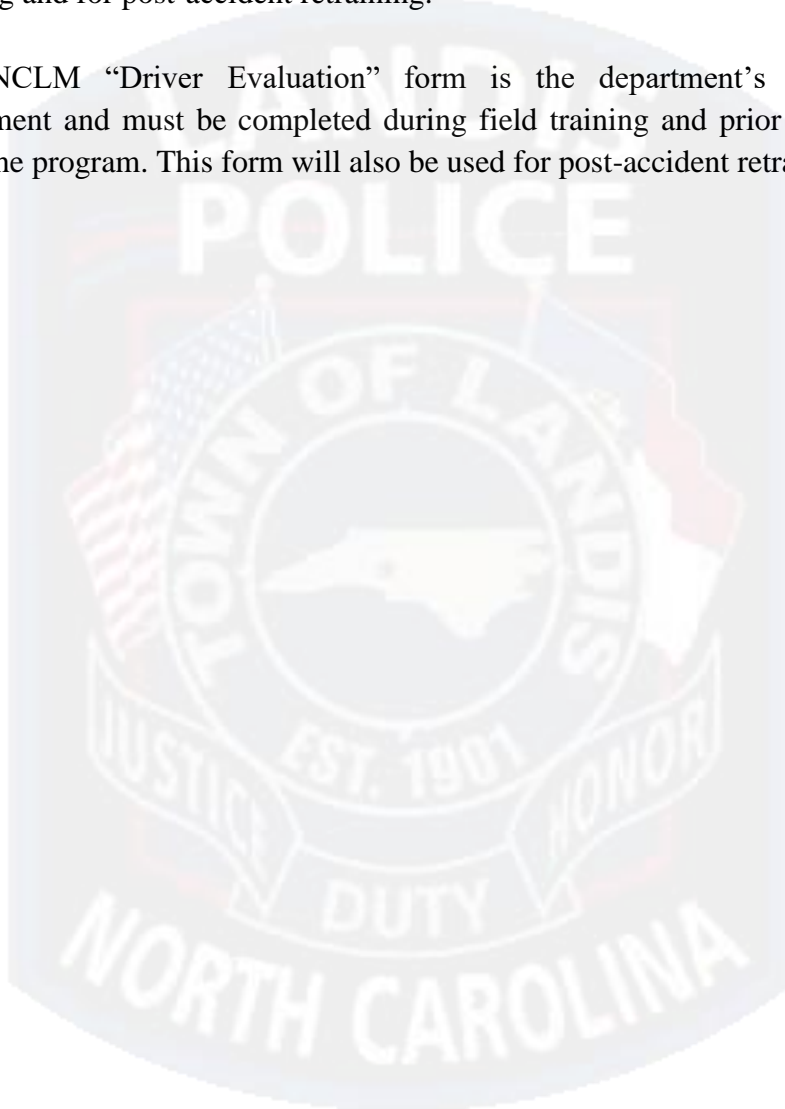 g and for post-accident retraining.
NCLM “Driver Evaluation” form is the department’s
ment and must be completed during field training and prior
he program. This form will also be used for post-accident retra
LANDIS
POLICE
TOWN OF LANDIS
EST. 1901
JUSTICE
DUTY
HONOR
NORTH CAROLINA